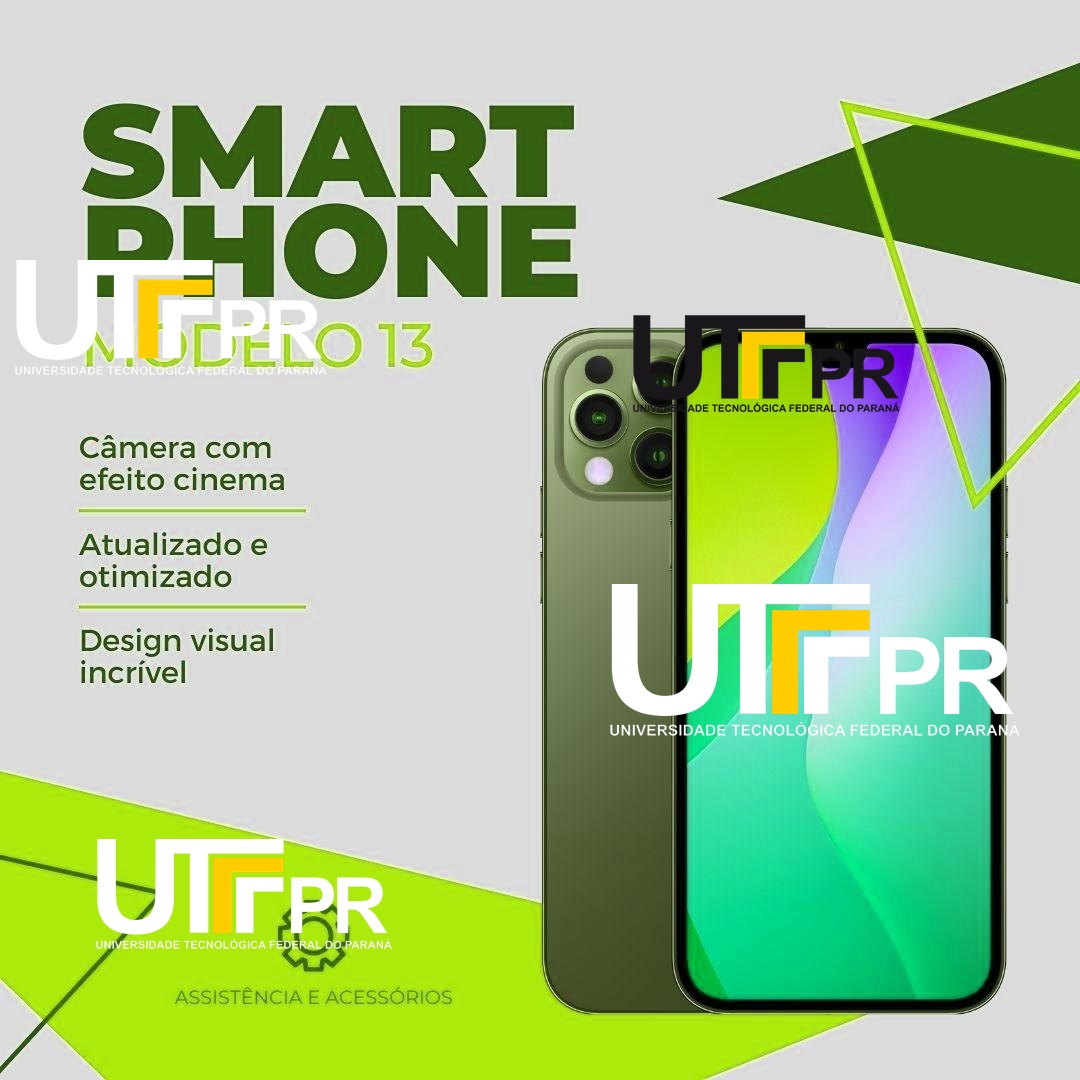 SMART
PHONE
UTFPR
UNIVERSIDADE TECNOLÓGICA FEDERAL DO PARANÁ
MODELO 13
UTFPR
UNIVERSIDADE TECNOLÓGICA FEDERAL DO PARANÁ
Câmera com
efeito cinema
Atualizado e
otimizado
Design visual
incrível
UTFPR
UNIVERSIDADE TECNOLÓGICA FEDERAL DO PARANÁ
UTFPR
UNIVERSIDADE TECNOLÓGICA FEDERAL DO PARANÁ
ASSISTÊNCIA E ACESSÓRIOS